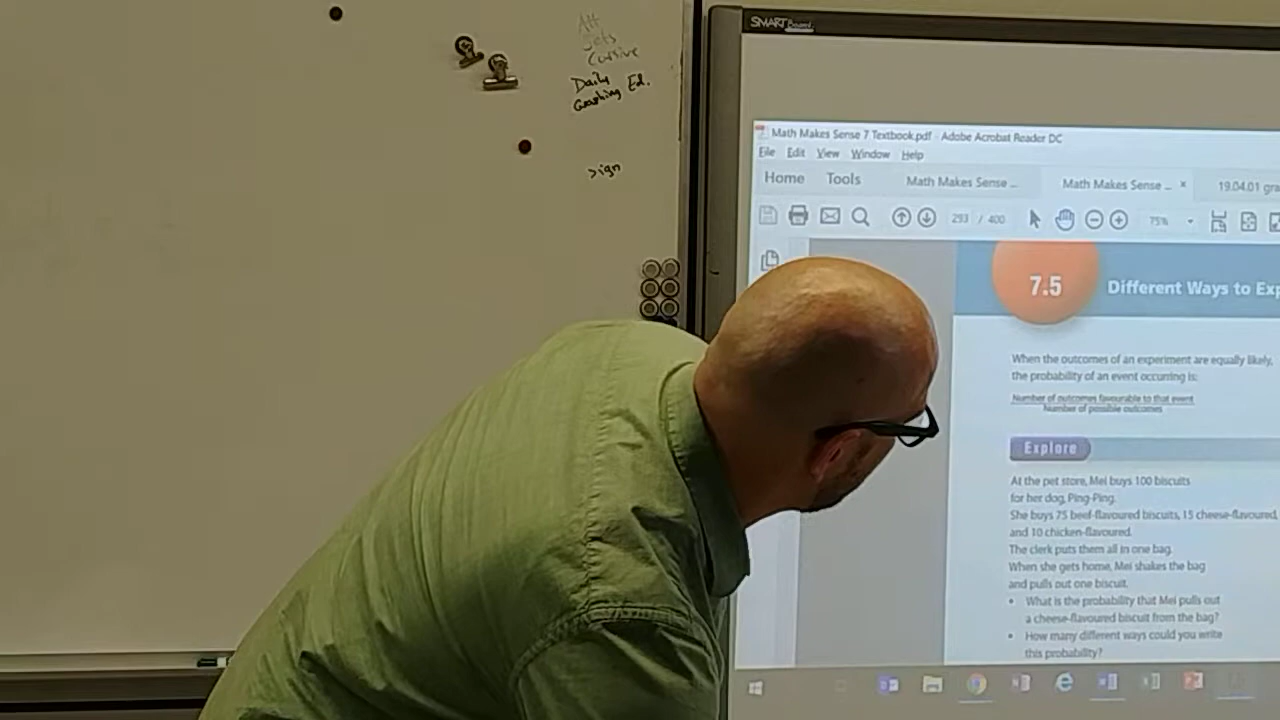 Att
gets
Cursive
Daily
Graphing Ed.
sign
SMART Board
Math Makes Sense 7 Textbook.pdf - Adobe Acrobat Reader DC
File Edit View Window Help
Home Tools Math Makes Sense ... Math Makes Sense ... × 19.04.01 gra
293 / 400 75%
7.5 Different Ways to Exp
When the outcomes of an experiment are equally likely,
the probability of an event occurring is:
Number of outcomes favourable to that event
Number of possible outcomes
Explore
At the pet store, Mei buys 100 biscuits
for her dog, Ping-Ping.
She buys 75 beef-flavoured biscuits, 15 cheese-flavoured,
and 10 chicken-flavoured.
The clerk puts them all in one bag.
When she gets home, Mei shakes the bag
and pulls out one biscuit.
• What is the probability that Mei pulls out
a cheese-flavoured biscuit from the bag?
• How many different ways could you write
this probability?